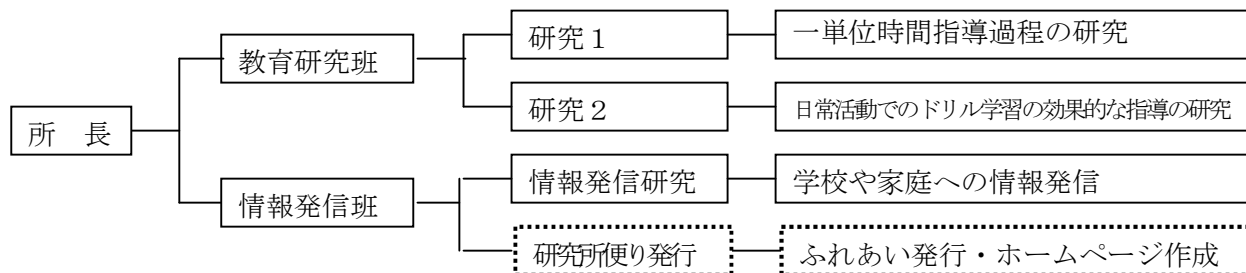 研究１
一単位時間指導過程の研究
教育研究班
研究２
日常活動でのドリル学習の効果的な指導の研究
所　長
情報発信研究
学校や家庭への情報発信
情報発信班
研究所便り発行
ふれあい発行・ホームページ作成